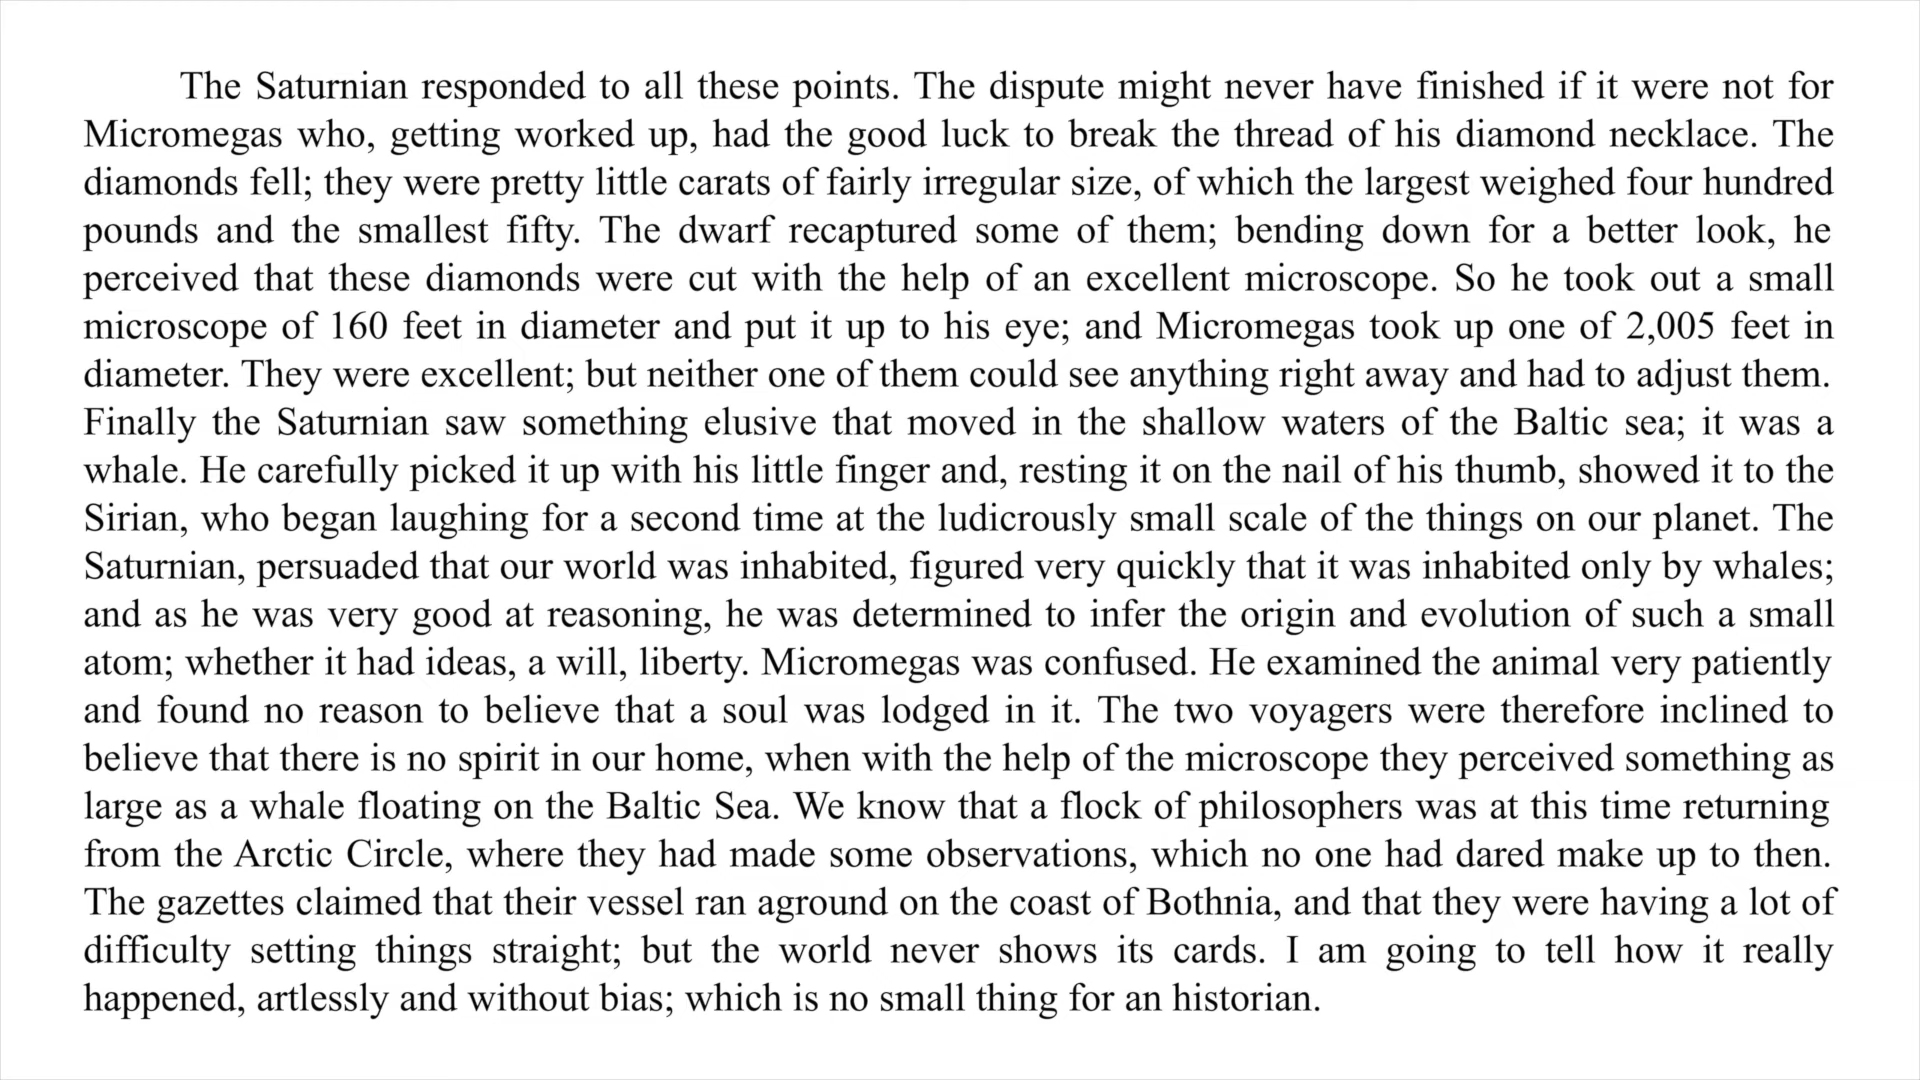 The Saturnian responded to all these points. The dispute might never have finished if it were not for
Micromegas who, getting worked up, had the good luck to break the thread of his diamond necklace. The
diamonds fell; they were pretty little carats of fairly irregular size, of which the largest weighed four hundred
pounds and the smallest fifty. The dwarf recaptured some of them; bending down for a better look, he
perceived that these diamonds were cut with the help of an excellent microscope. So he took out a small
microscope of 160 feet in diameter and put it up to his eye; and Micromegas took up one of 2,005 feet in
diameter. They were excellent; but neither one of them could see anything right away and had to adjust them.
Finally the Saturnian saw something elusive that moved in the shallow waters of the Baltic sea; it was a
whale. He carefully picked it up with his little finger and, resting it on the nail of his thumb, showed it to the
Sirian, who began laughing for a second time at the ludicrously small scale of the things on our planet. The
Saturnian, persuaded that our world was inhabited, figured very quickly that it was inhabited only by whales;
and as he was very good at reasoning, he was determined to infer the origin and evolution of such a small
atom; whether it had ideas, a will, liberty. Micromegas was confused. He examined the animal very patiently
and found no reason to believe that a soul was lodged in it. The two voyagers were therefore inclined to
believe that there is no spirit in our home, when with the help of the microscope they perceived something as
large as a whale floating on the Baltic Sea. We know that a flock of philosophers was at this time returning
from the Arctic Circle, where they had made some observations, which no one had dared make up to then.
The gazettes claimed that their vessel ran aground on the coast of Bothnia, and that they were having a lot of
difficulty setting things straight; but the world never shows its cards. I am going to tell how it really
happened, artlessly and without bias; which is no small thing for an historian.